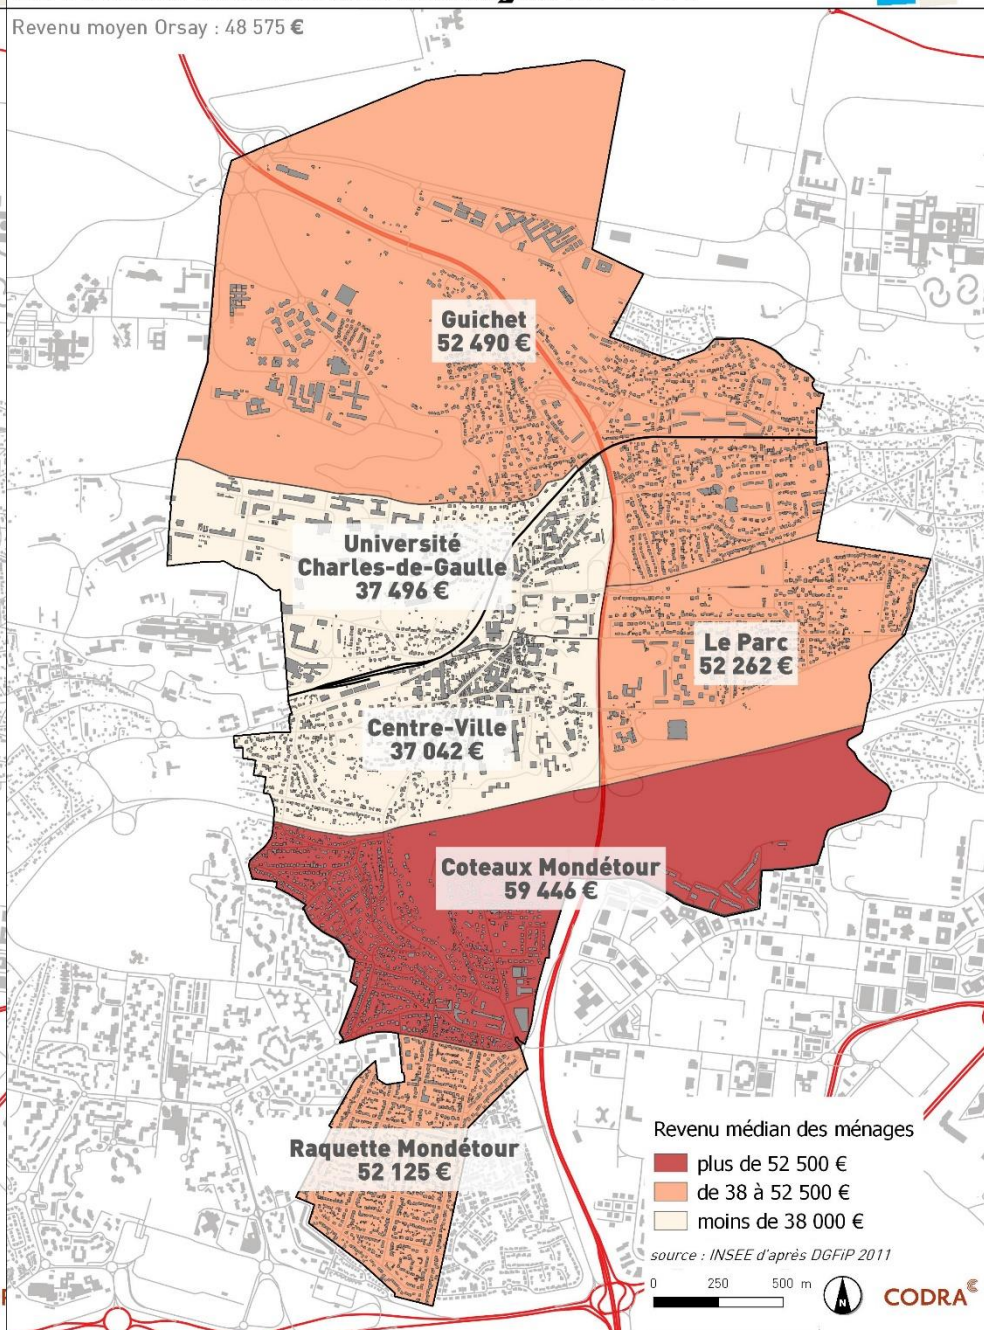 Revenu moyen Orsay : 48 575 €
Guichet
52 490 €
Université
Charles-de-Gaulle
37 496 €
Le Parc
52 262 €
Centre-Ville
37 042 €
Coteaux Mondétour
59 446 €
Raquette Mondétour
52 125 €
Revenu médian des ménages
plus de 52 500 €
de 38 à 52 500 €
moins de 38 000 €
source : INSEE d'après DGFiP 2011
0 250 500 m
N
CODRA